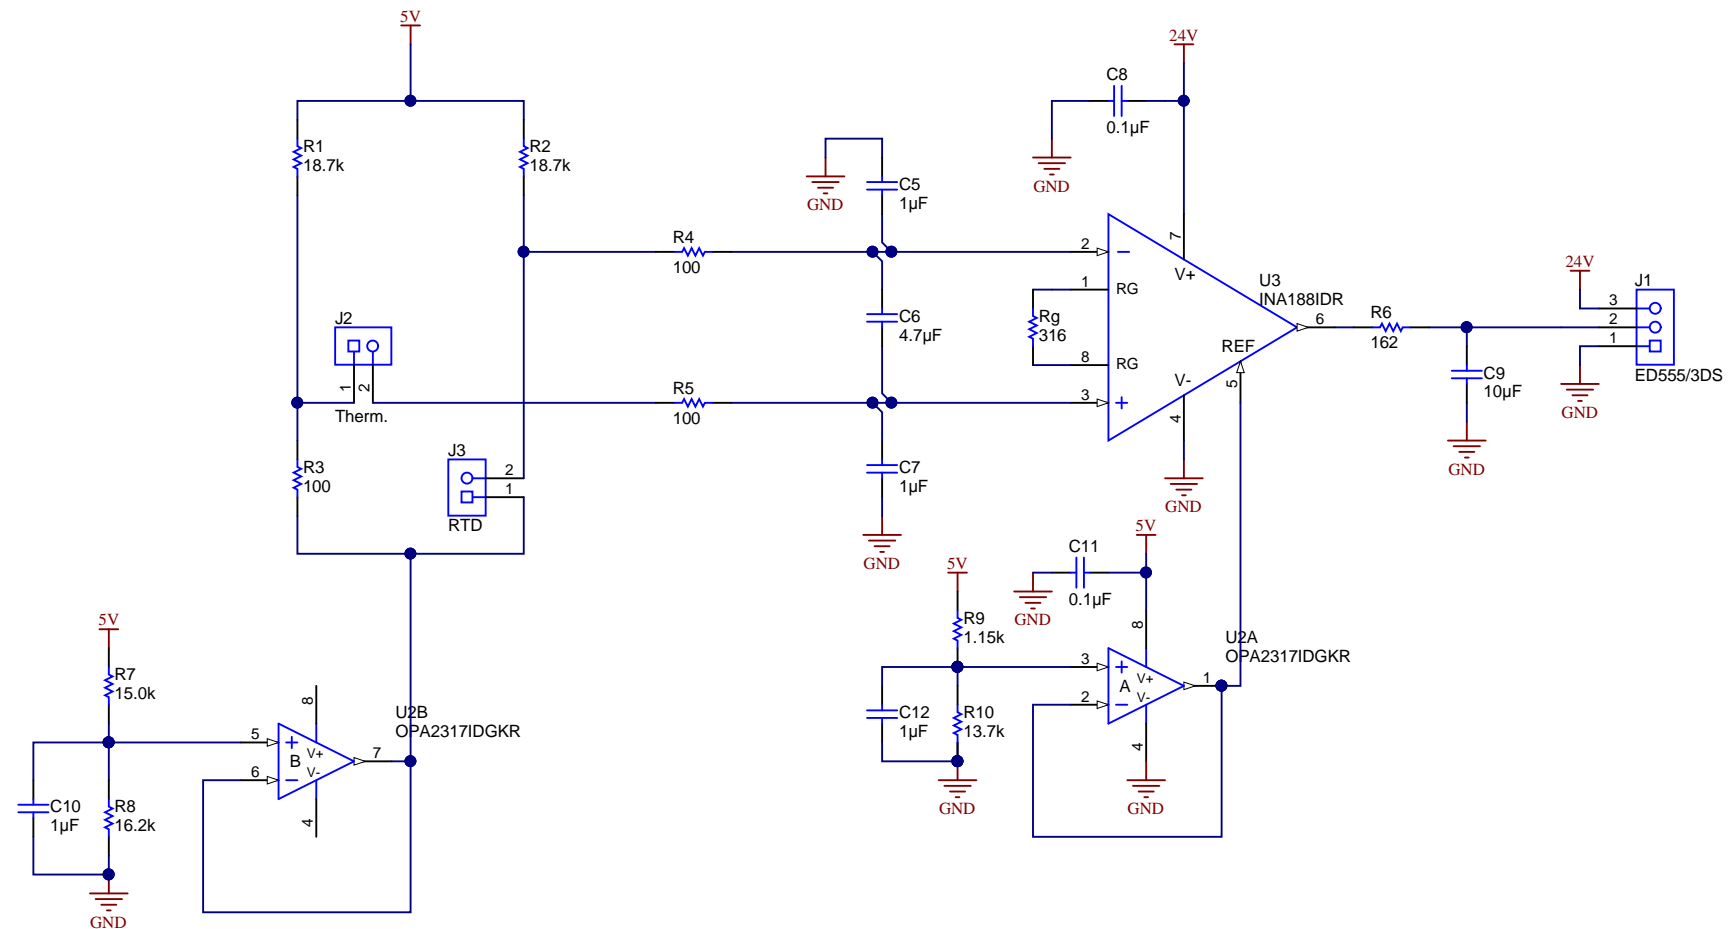 5V
R1
18.7k
R2
18.7k
J2
1
2
Therm.
R3
100
J3
2
1
RTD
R4
100
R5
100
GND
C5
1µF
C6
4.7µF
C7
1µF
GND
24V
C8
0.1µF
GND
2
1
RG
Rg
316
8
RG
3
7
V+
U3
INA188IDR
6
REF
5
V-
4
GND
R6
162
C9
10µF
GND
24V
J1
3
2
1
ED555/3DS
GND
5V
R7
15.0k
C10
1µF
R8
16.2k
GND
5
6
8
V+
B
V-
4
7
U2B
OPA2317IDGKR
5V
R9
1.15k
C12
1µF
R10
13.7k
GND
5V
C11
0.1µF
GND
3
2
8
V+
A
V-
4
GND
1
U2A
OPA2317IDGKR